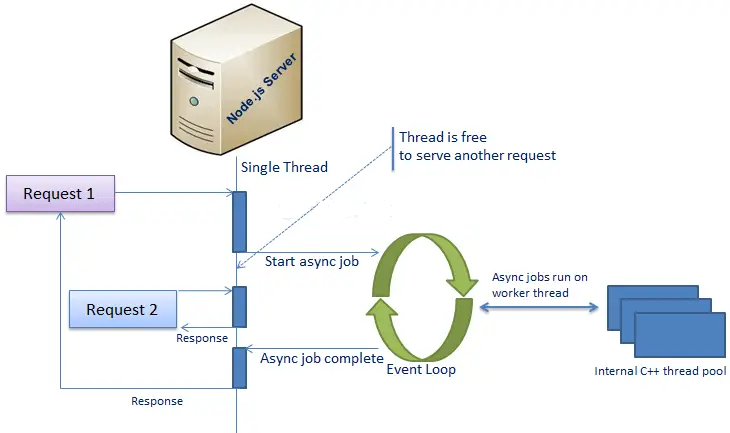 Node.js Server
Thread is free
to serve another request
Single Thread
Request 1
Start async job
Async jobs run on
worker thread
Request 2
Response
Async job complete
Event Loop
Internal C++ thread pool
Response